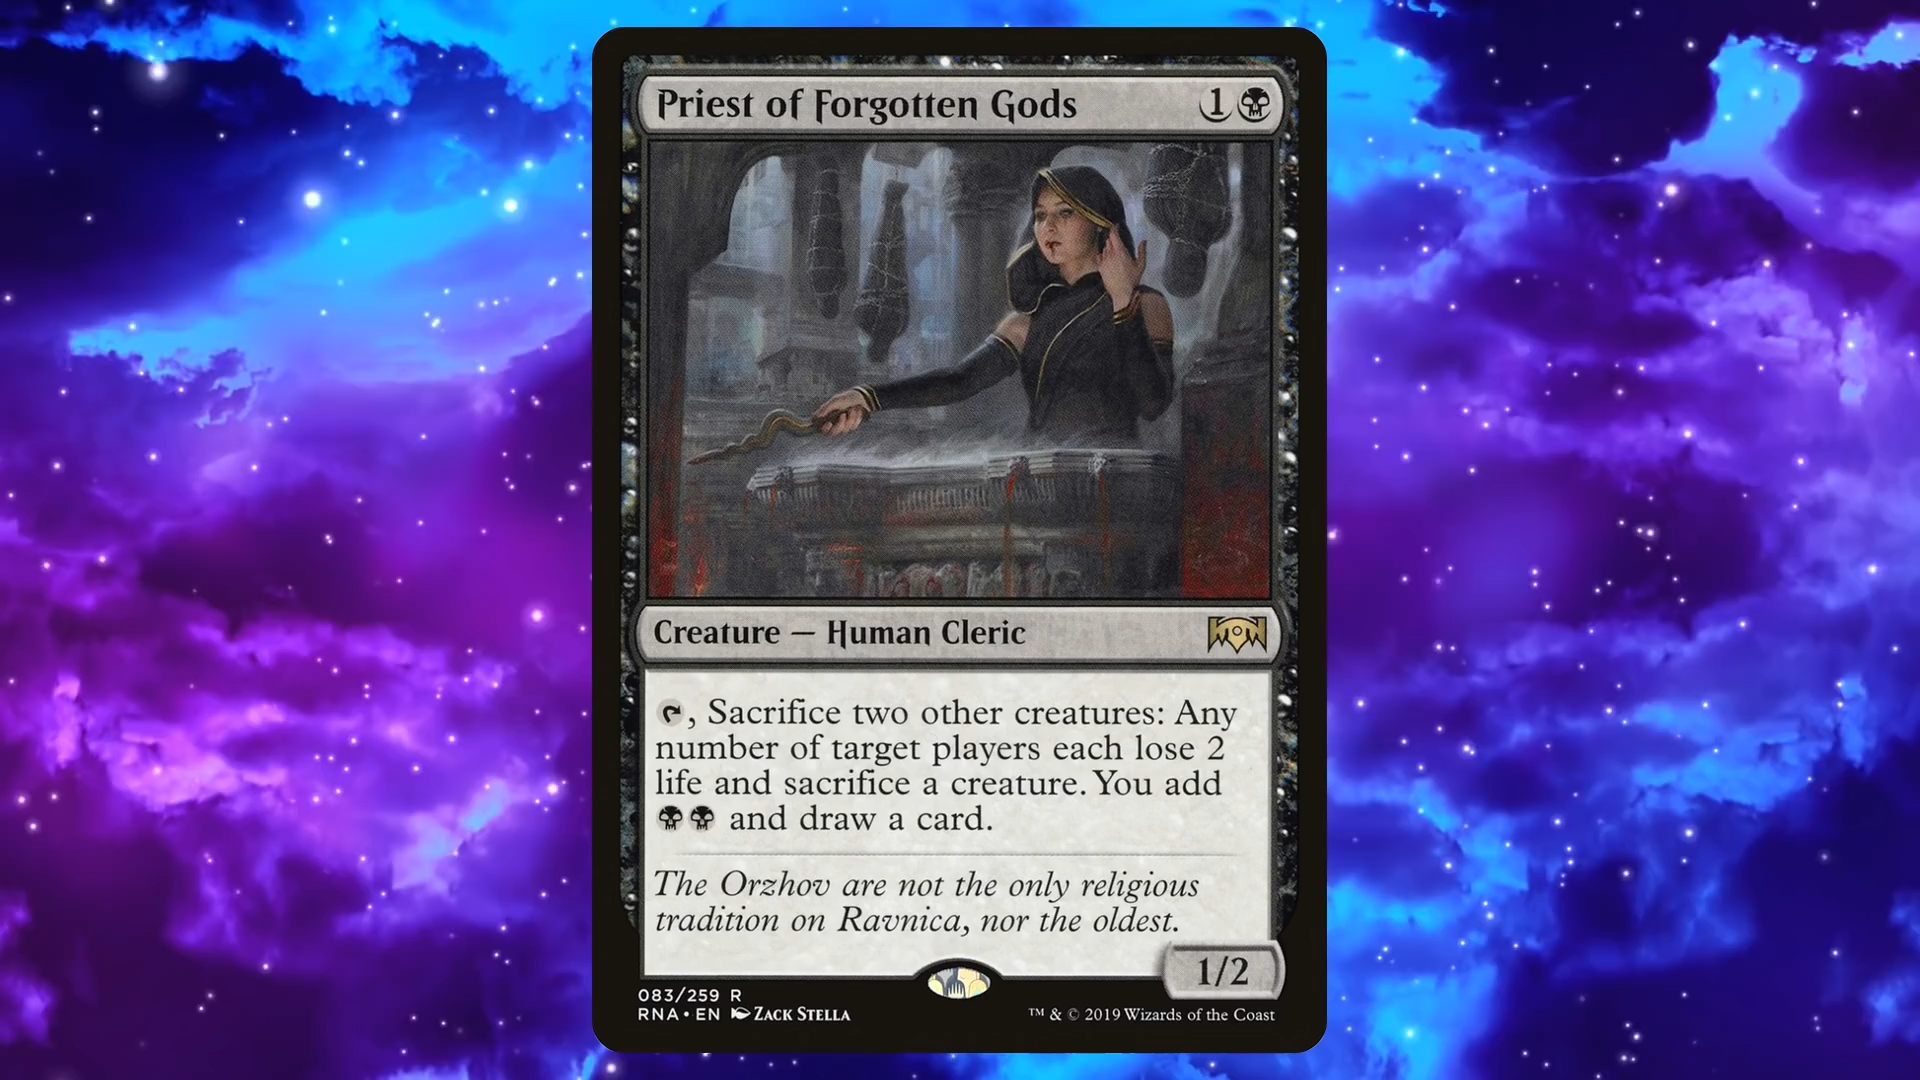 Priest of Forgotten Gods 1
Creature — Human Cleric
, Sacrifice two other creatures: Any
number of target players each lose 2
life and sacrifice a creature. You add
and draw a card.
The Orzhov are not the only religious
tradition on Ravnica, nor the oldest.
1/2
083/259 R
RNA • EN Zack Stella
™ & © 2019 Wizards of the Coast